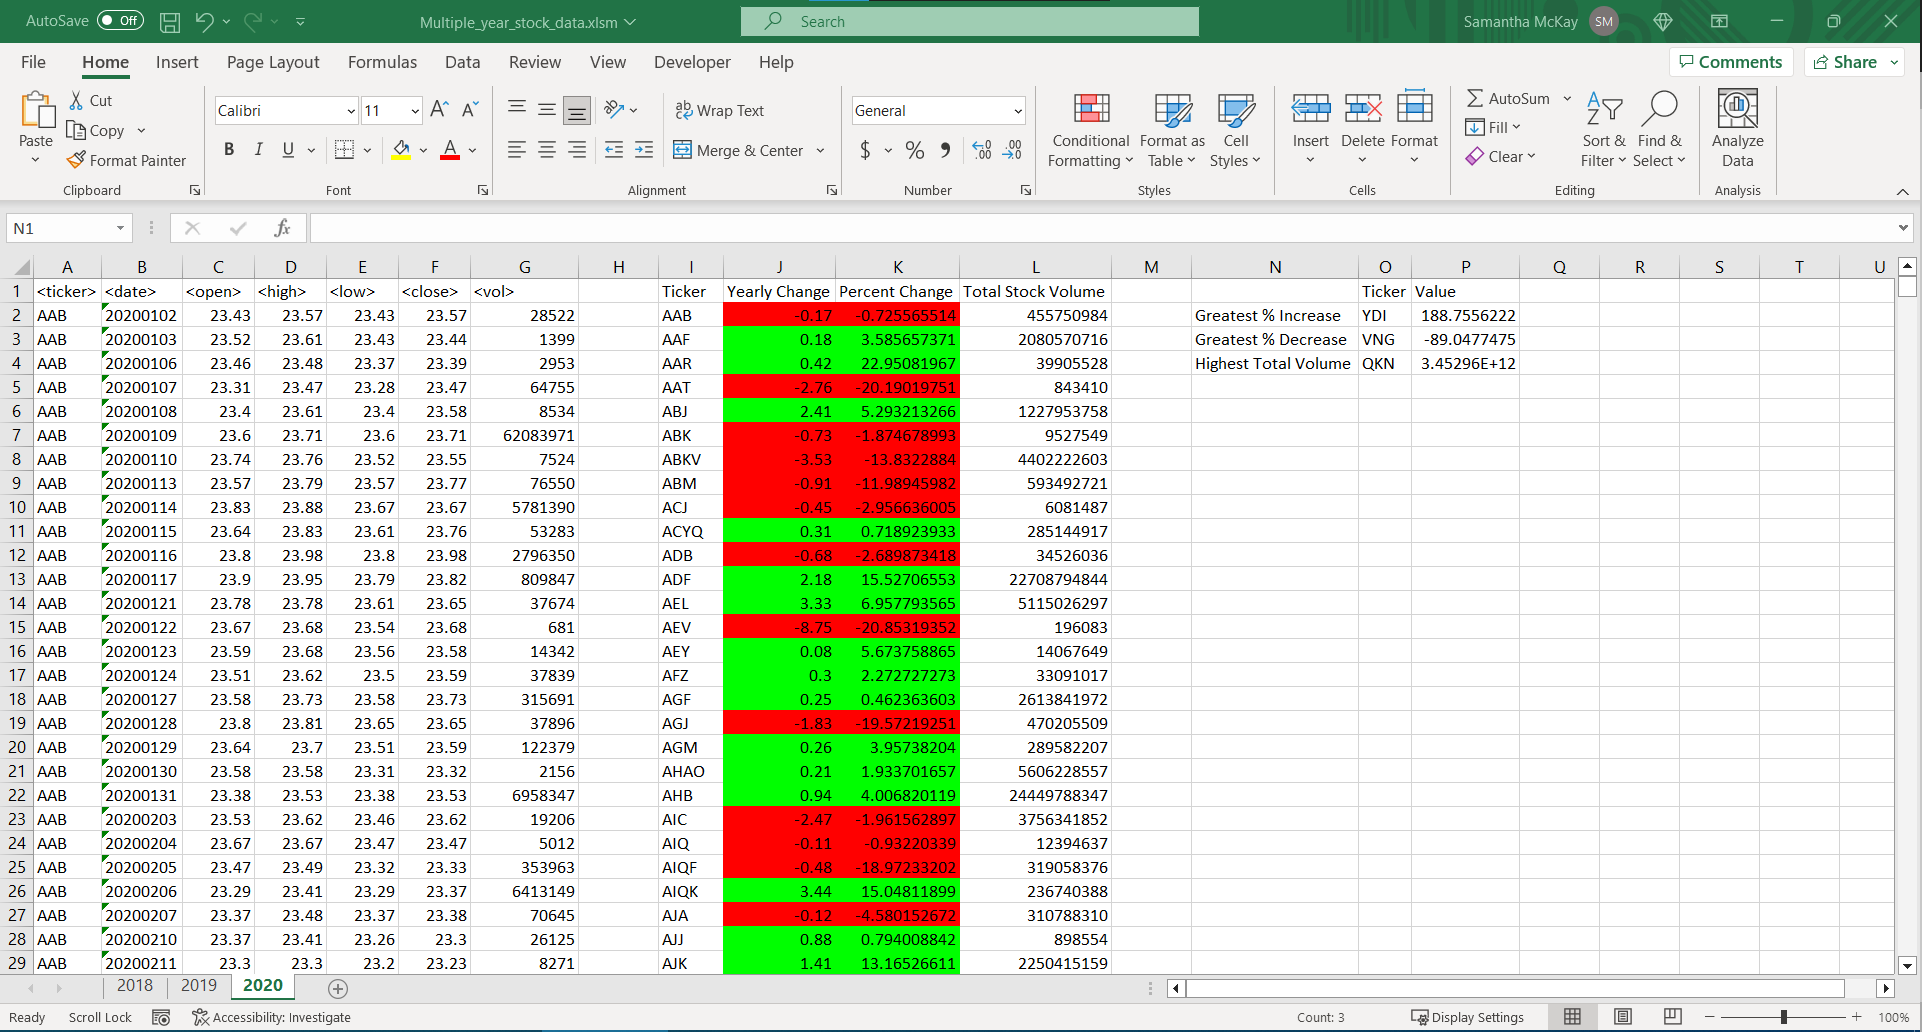 AutoSave Off Multiple_year_stock_data.xlsm Search Samantha McKay SM
File Home Insert Page Layout Formulas Data Review View Developer Help Comments Share
Paste Cut Copy Format Painter Clipboard
Calibri 11 B I U A Font
Wrap Text Merge & Center Alignment
General $ % Number
Conditional Formatting Format as Table Cell Styles Styles
Insert Delete Format Cells
AutoSum Fill Clear Sort & Filter Find & Select Editing
Analyze Data Analysis
N1 fx
A B C D E F G H I J K L M N O P Q R S T U
1 <ticker> <date> <open> <high> <low> <close> <vol> Ticker Yearly Change Percent Change Total Stock Volume Ticker Value
2 AAB 20200102 23.43 23.57 23.43 23.57 28522 AAB -0.17 -0.725565514 455750984 Greatest % Increase YDI 188.7556222
3 AAB 20200103 23.52 23.61 23.43 23.44 1399 AAF 0.18 3.585657371 2080570716 Greatest % Decrease VNG -89.0477475
4 AAB 20200106 23.46 23.48 23.37 23.39 2953 AAR 0.42 22.95081967 39905528 Highest Total Volume QKN 3.45296E+12
5 AAB 20200107 23.31 23.47 23.28 23.47 64755 AAT -2.76 -20.19019751 843410
6 AAB 20200108 23.4 23.61 23.4 23.58 8534 ABJ 2.41 5.293213266 1227953758
7 AAB 20200109 23.6 23.71 23.6 23.71 62083971 ABK -0.73 -1.874678993 9527549
8 AAB 20200110 23.74 23.76 23.52 23.55 7524 ABKV -3.53 -13.8322884 4402222603
9 AAB 20200113 23.57 23.79 23.57 23.77 76550 ABM -0.91 -11.98945982 593492721
10 AAB 20200114 23.83 23.88 23.67 23.67 5781390 ACJ -0.45 -2.956636005 6081487
11 AAB 20200115 23.64 23.83 23.61 23.76 53283 ACYQ 0.31 0.718923933 285144917
12 AAB 20200116 23.8 23.98 23.8 23.98 2796350 ADB -0.68 -2.689873418 34526036
13 AAB 20200117 23.9 23.95 23.79 23.82 809847 ADF 2.18 15.52706553 22708794844
14 AAB 20200121 23.78 23.78 23.61 23.65 37674 AEL 3.33 6.957793565 5115026297
15 AAB 20200122 23.67 23.68 23.54 23.68 681 AEV -8.75 -20.85319352 196083
16 AAB 20200123 23.59 23.68 23.56 23.58 14342 AEY 0.08 5.673758865 14067649
17 AAB 20200124 23.51 23.62 23.5 23.59 37839 AFZ 0.3 2.272727273 33091017
18 AAB 20200127 23.58 23.73 23.58 23.73 315691 AGF 0.25 0.462363603 2613841972
19 AAB 20200128 23.8 23.81 23.65 23.65 37896 AGJ -1.83 -19.57219251 470205509
20 AAB 20200129 23.64 23.7 23.51 23.59 122379 AGM 0.26 3.95738204 289582207
21 AAB 20200130 23.58 23.58 23.31 23.32 2156 AHAO 0.21 1.933701657 5606228557
22 AAB 20200131 23.38 23.53 23.38 23.53 6958347 AHB 0.94 4.006820119 24449788347
23 AAB 20200203 23.53 23.62 23.46 23.62 19206 AIC -2.47 -1.961562897 3756341852
24 AAB 20200204 23.67 23.67 23.47 23.47 5012 AIQ -0.11 -0.93220339 12394637
25 AAB 20200205 23.47 23.49 23.32 23.33 353963 AIQF -0.48 -18.97233202 319058376
26 AAB 20200206 23.29 23.41 23.29 23.37 6413149 AIQK 3.44 15.04811899 236740388
27 AAB 20200207 23.37 23.48 23.37 23.38 70645 AJA -0.12 -4.580152672 310788310
28 AAB 20200210 23.37 23.41 23.26 23.3 26125 AJJ 0.88 0.794008842 898554
29 AAB 20200211 23.3 23.3 23.2 23.23 8271 AJK 1.41 13.16526611 2250415159
2018 2019 2020
Ready Scroll Lock Accessibility: Investigate Count: 3 Display Settings 100%